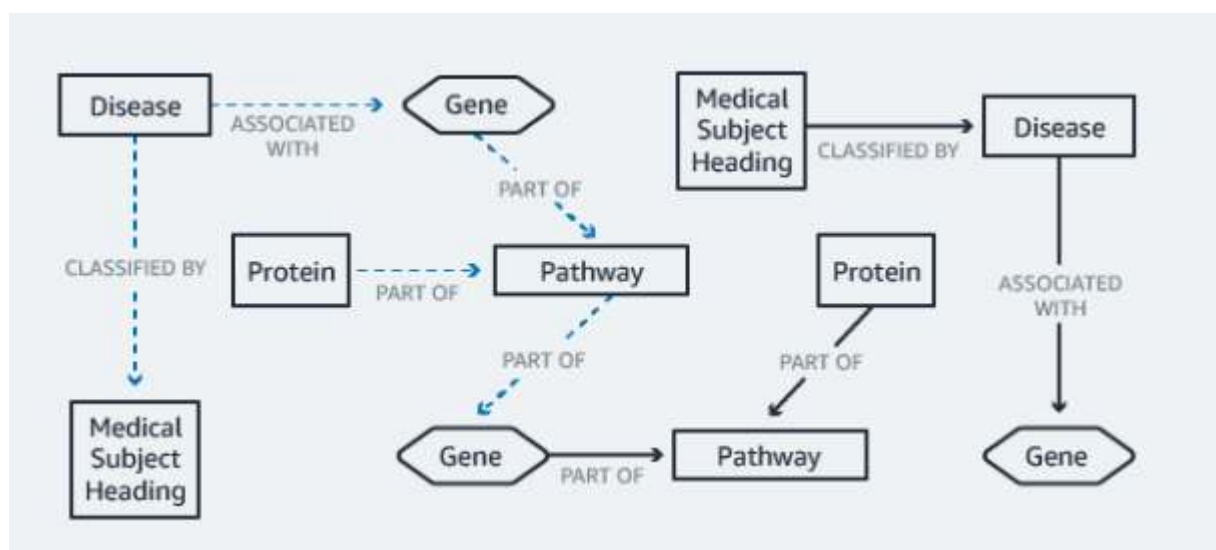 Disease
ASSOCIATED
WITH
Gene
Medical
Subject
Heading
CLASSIFIED BY
Disease
PART OF
CLASSIFIED BY
Protein
PART OF
Pathway
Protein
ASSOCIATED
WITH
PART OF
PART OF
Medical
Subject
Heading
Gene
PART OF
Pathway
Gene